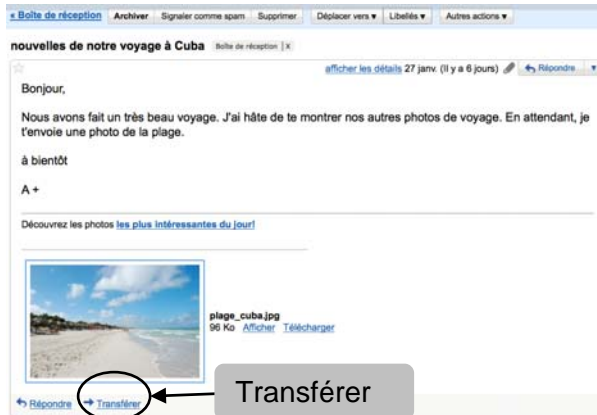 « Boîte de réception Archiver Signaler comme spam Supprimer Déplacer vers ▾ Libellés ▾ Autres actions ▾
nouvelles de notre voyage à Cuba Boîte de réception | X
afficher les détails 27 janv. (Il y a 6 jours) Répondre ▾
Bonjour,
Nous avons fait un très beau voyage. J'ai hâte de te montrer nos autres photos de voyage. En attendant, je
t'envoie une photo de la plage.
à bientôt
A +
Découvrez les photos les plus intéressantes du jour!
plage_cuba.jpg
96 Ko Afficher Télécharger
Transférer
Répondre → Transférer